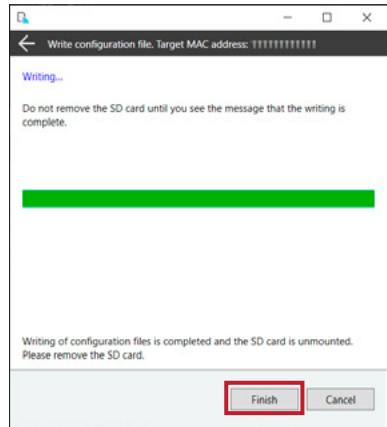 Write configuration file. Target MAC address: 111111111111
Writing...
Do not remove the SD card until you see the message that the writing is
complete.
Writing of configuration files is completed and the SD card is unmounted.
Please remove the SD card.
Finish
Cancel